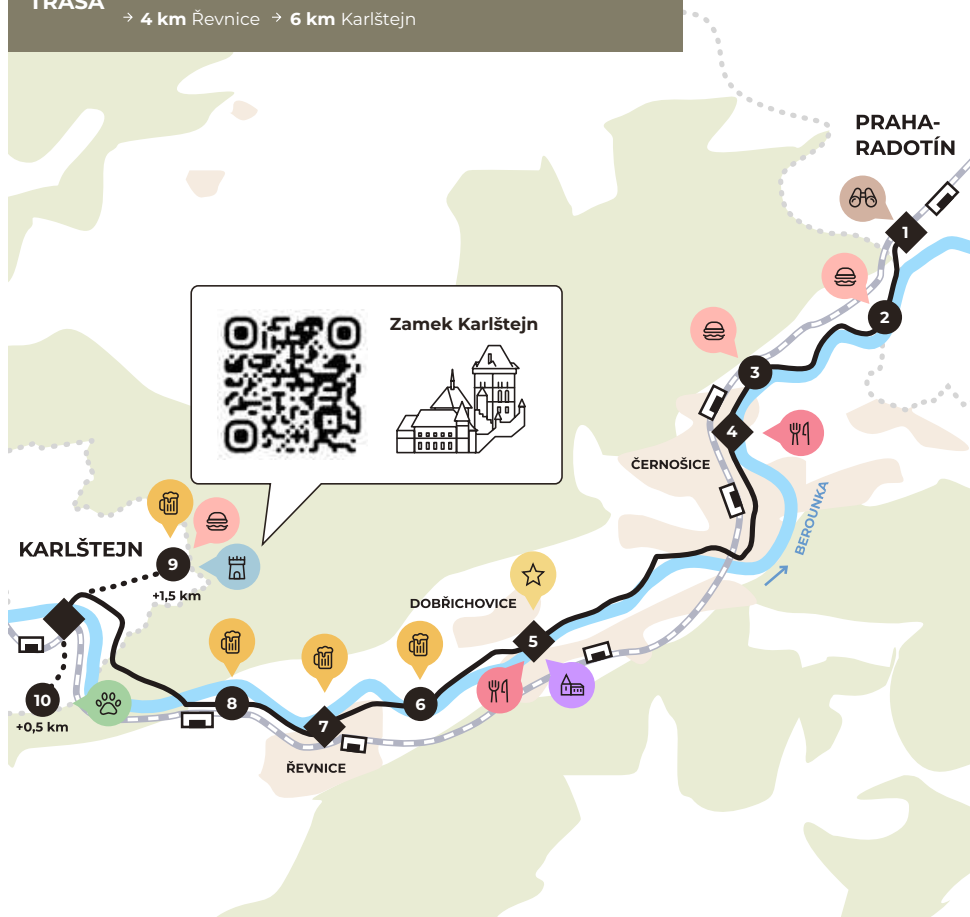 TRASA
→ 4 km Řevnice → 6 km Karlštejn
PRAHA-
RADOTÍN
1
2
3
4
ČERNOŠICE
BEROUNKA
Zamek Karlštejn
KARLŠTEJN
9
+1,5 km
DOBŘICHOVICE
5
10
+0,5 km
8
7
6
ŘEVNICE